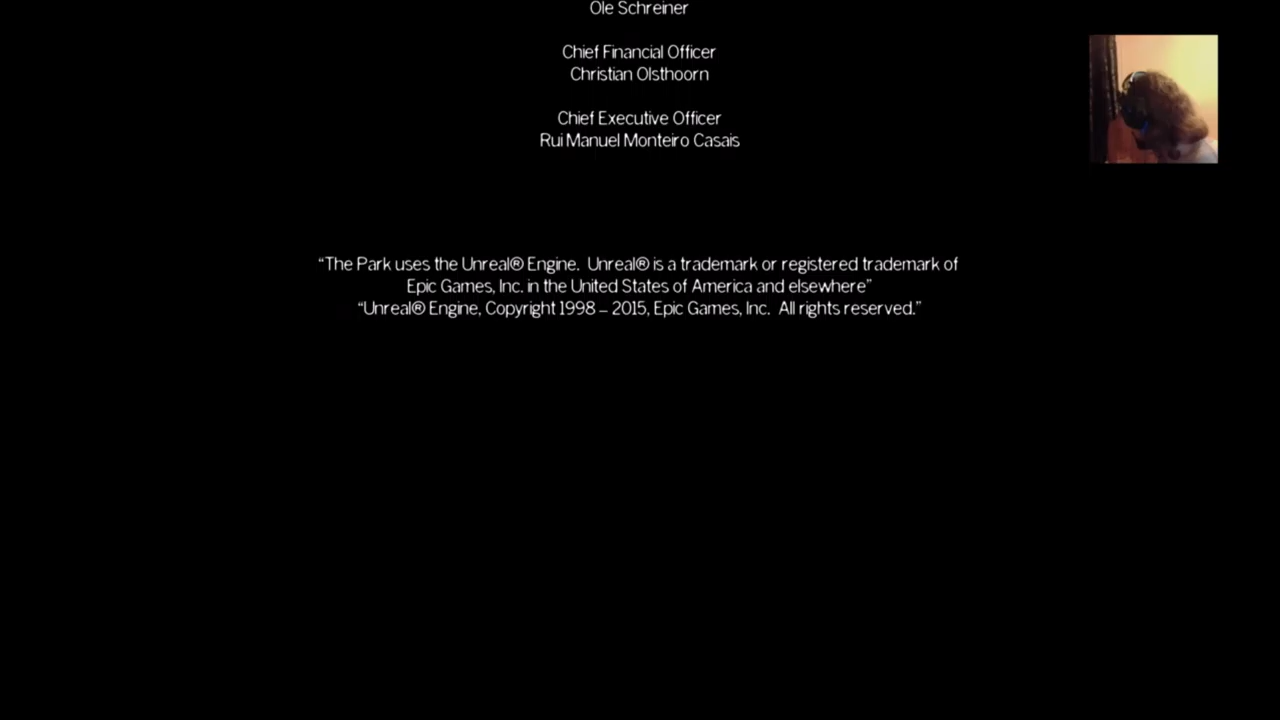 Ole Schreiner
Chief Financial Officer
Christian Olsthoorn
Chief Executive Officer
Rui Manuel Monteiro Casais
“The Park uses the Unreal® Engine.  Unreal® is a trademark or registered trademark of
Epic Games, Inc. in the United States of America and elsewhere”
“Unreal® Engine, Copyright 1998 – 2015, Epic Games, Inc.  All rights reserved.”